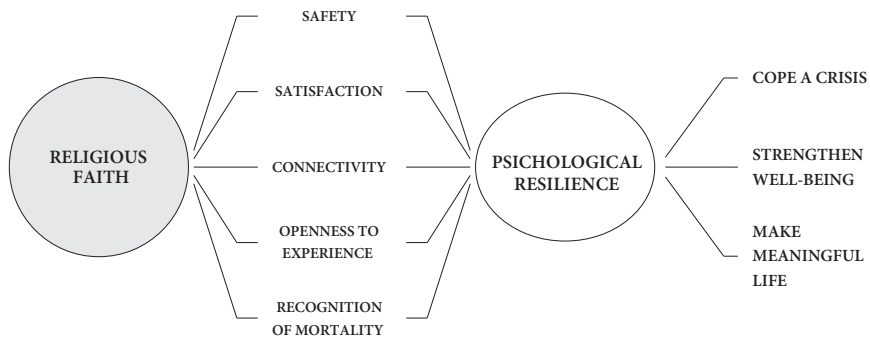 RELIGIOUS
FAITH
SAFETY
SATISFACTION
CONNECTIVITY
OPENNESS TO
EXPERIENCE
RECOGNITION
OF MORTALITY
PSICHOLOGICAL
RESILIENCE
COPE A CRISIS
STRENGTHEN
WELL-BEING
MAKE
MEANINGFUL
LIFE